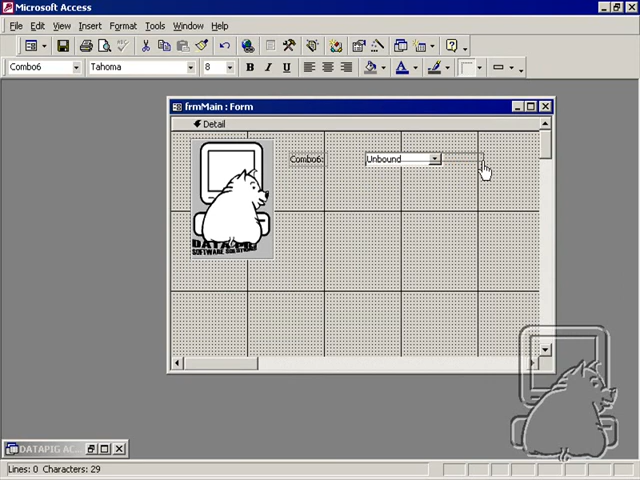 Microsoft Access
File Edit View Insert Format Tools Window Help
Combo6 Tahoma 8 B I U A
frmMain : Form
Detail
Combo6: Unbound
DATAPIG
SOFTWARE SOLUTIONS
DATAPIG AC...
Lines: 0 Characters: 29